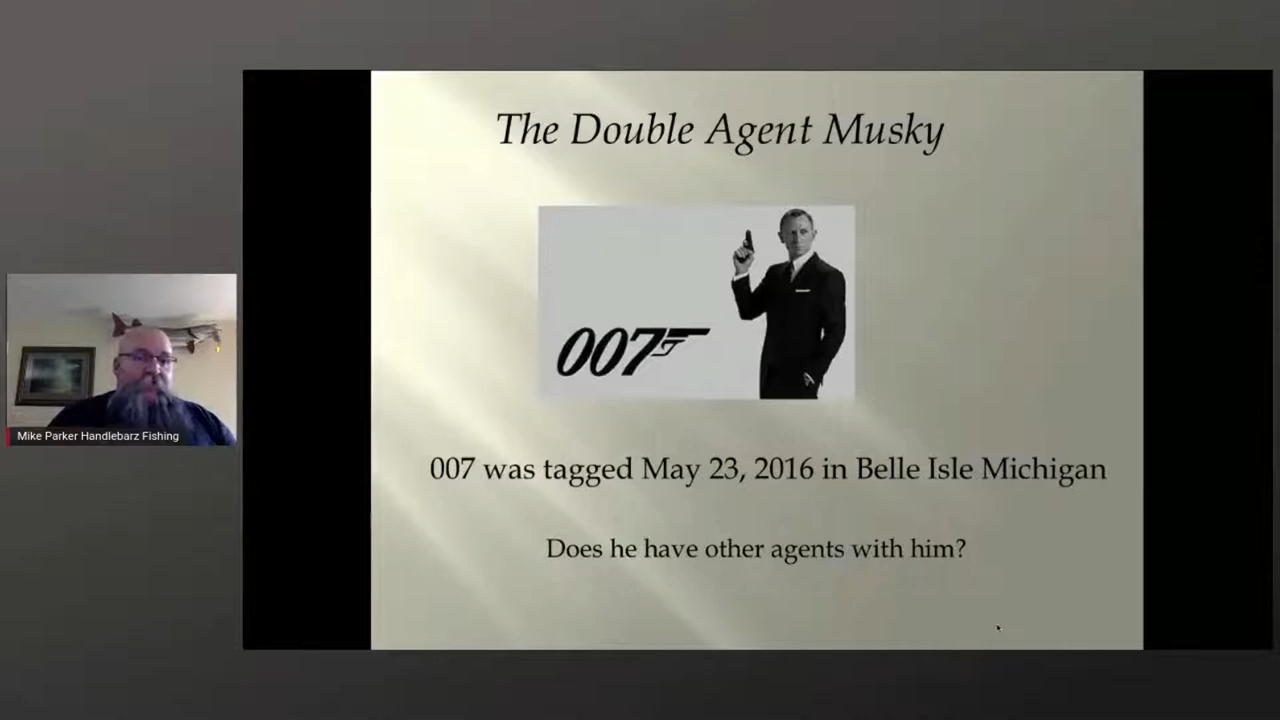 The Double Agent Musky
007
007 was tagged May 23, 2016 in Belle Isle Michigan
Does he have other agents with him?
Mike Parker Handlebarz Fishing